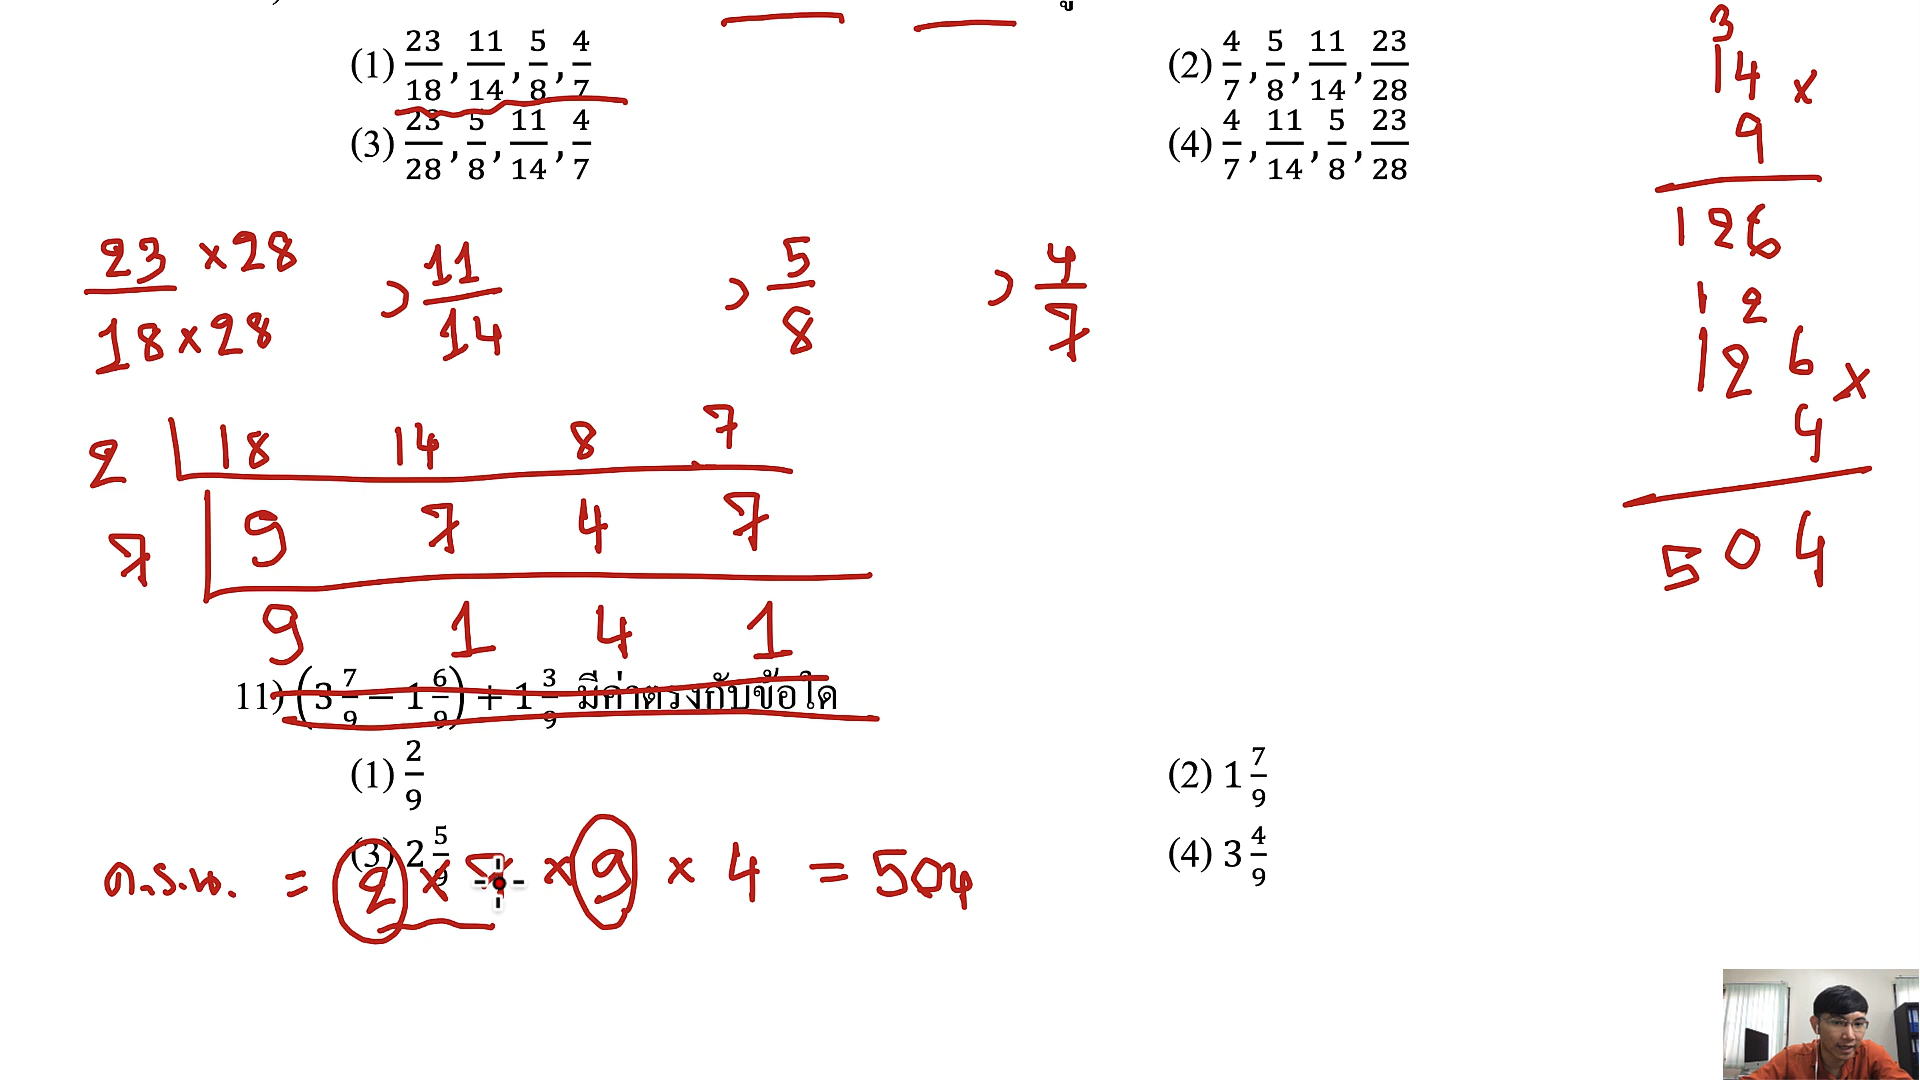 (1) 23/18, 11/14, 5/8, 4/7
(2) 4/7, 5/8, 11/14, 23/28
(3) 23/28, 5/8, 11/14, 4/7
(4) 4/7, 11/14, 5/8, 23/28
23 × 28 / 18 × 28 , 11/14 , 5/8 , 4/7
2 18 14 8 7
7 9 7 4 7
9 1 4 1
11) (3 7/9 − 1 6/9) + 1 3/9 มีค่าตรงกับข้อใด
(1) 2/9
(2) 1 7/9
(3) 2 5/9
(4) 3 4/9
ค.ร.น. = 2 × 7 × 9 × 4 = 504
3
14 ×
9
126
1 2
126 ×
4
504